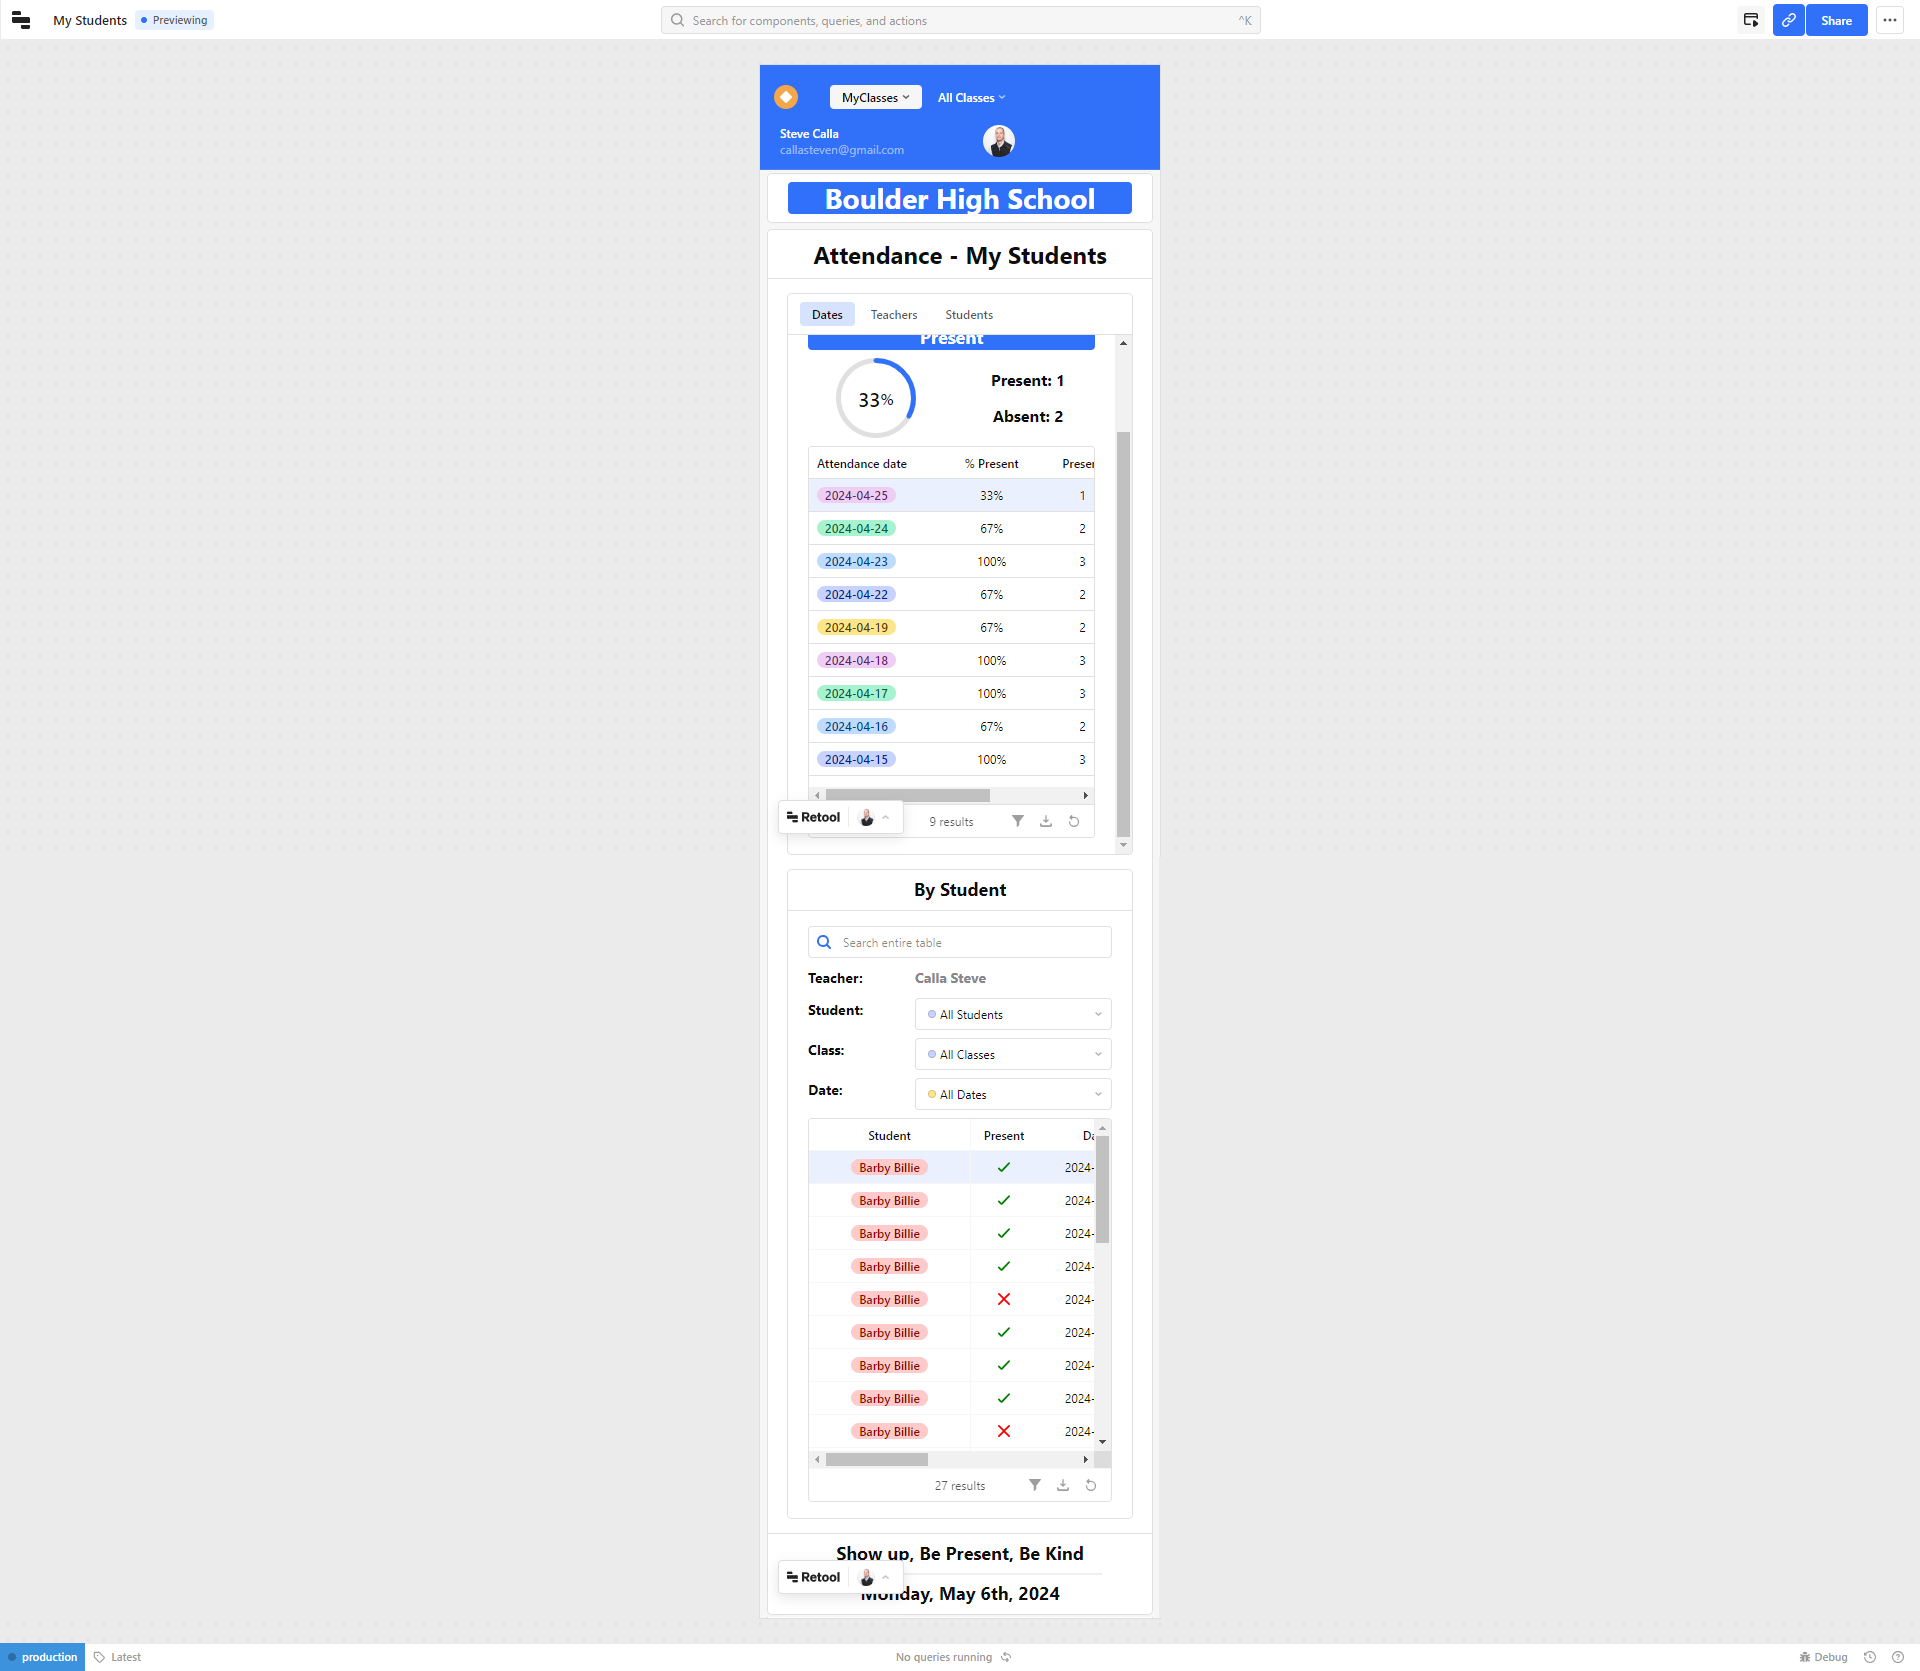 My Students Previewing Search for components, queries, and actions ^K Share
MyClasses All Classes
Steve Calla
callasteven@gmail.com
Boulder High School
Attendance - My Students
Dates Teachers Students
Present
33%
Present: 1
Absent: 2
Attendance date % Present Presen
2024-04-25 33% 1
2024-04-24 67% 2
2024-04-23 100% 3
2024-04-22 67% 2
2024-04-19 67% 2
2024-04-18 100% 3
2024-04-17 100% 3
2024-04-16 67% 2
2024-04-15 100% 3
Retool 9 results
By Student
Search entire table
Teacher: Calla Steve
Student: All Students
Class: All Classes
Date: All Dates
Student Present Da
Barby Billie 2024-
Barby Billie 2024-
Barby Billie 2024-
Barby Billie 2024-
Barby Billie 2024-
Barby Billie 2024-
Barby Billie 2024-
Barby Billie 2024-
Barby Billie 2024-
27 results
Show up, Be Present, Be Kind
Retool
Monday, May 6th, 2024
production Latest No queries running Debug